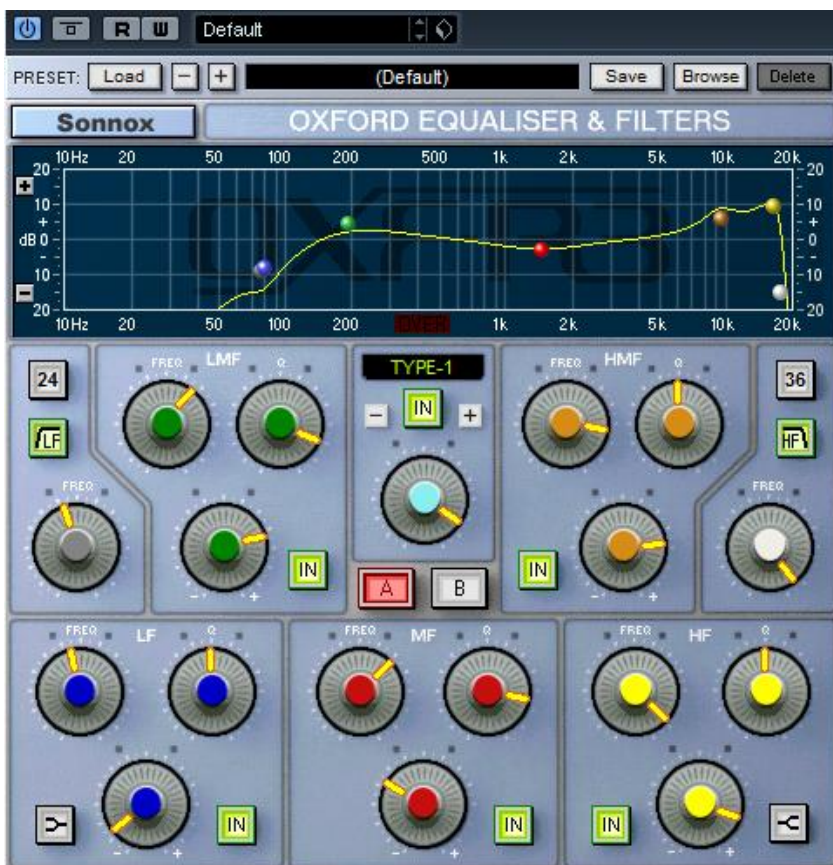 R W Default
PRESET: Load − + (Default) Save Browse Delete
Sonnox OXFORD EQUALISER & FILTERS
10Hz 20 50 100 200 500 1k 2k 5k 10k 20k
20 20
+ 10 10
+ +
dB 0 0
- -
10 10
− 20 20
10Hz 20 50 100 200 OVER 1k 2k 5k 10k 20k
24 FREQ LMF Q TYPE-1 FREQ HMF Q 36
LF − IN + HF
FREQ FREQ
IN IN
- + - +
A B
FREQ LF Q FREQ MF Q FREQ HF Q
IN IN IN
- + - + - +